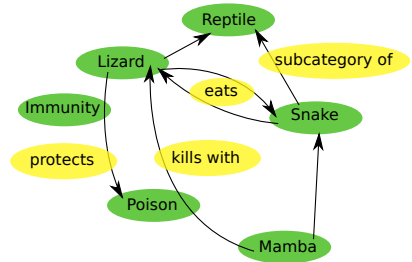 Reptile
Lizard
subcategory of
eats
Immunity
Snake
protects
kills with
Poison
Mamba